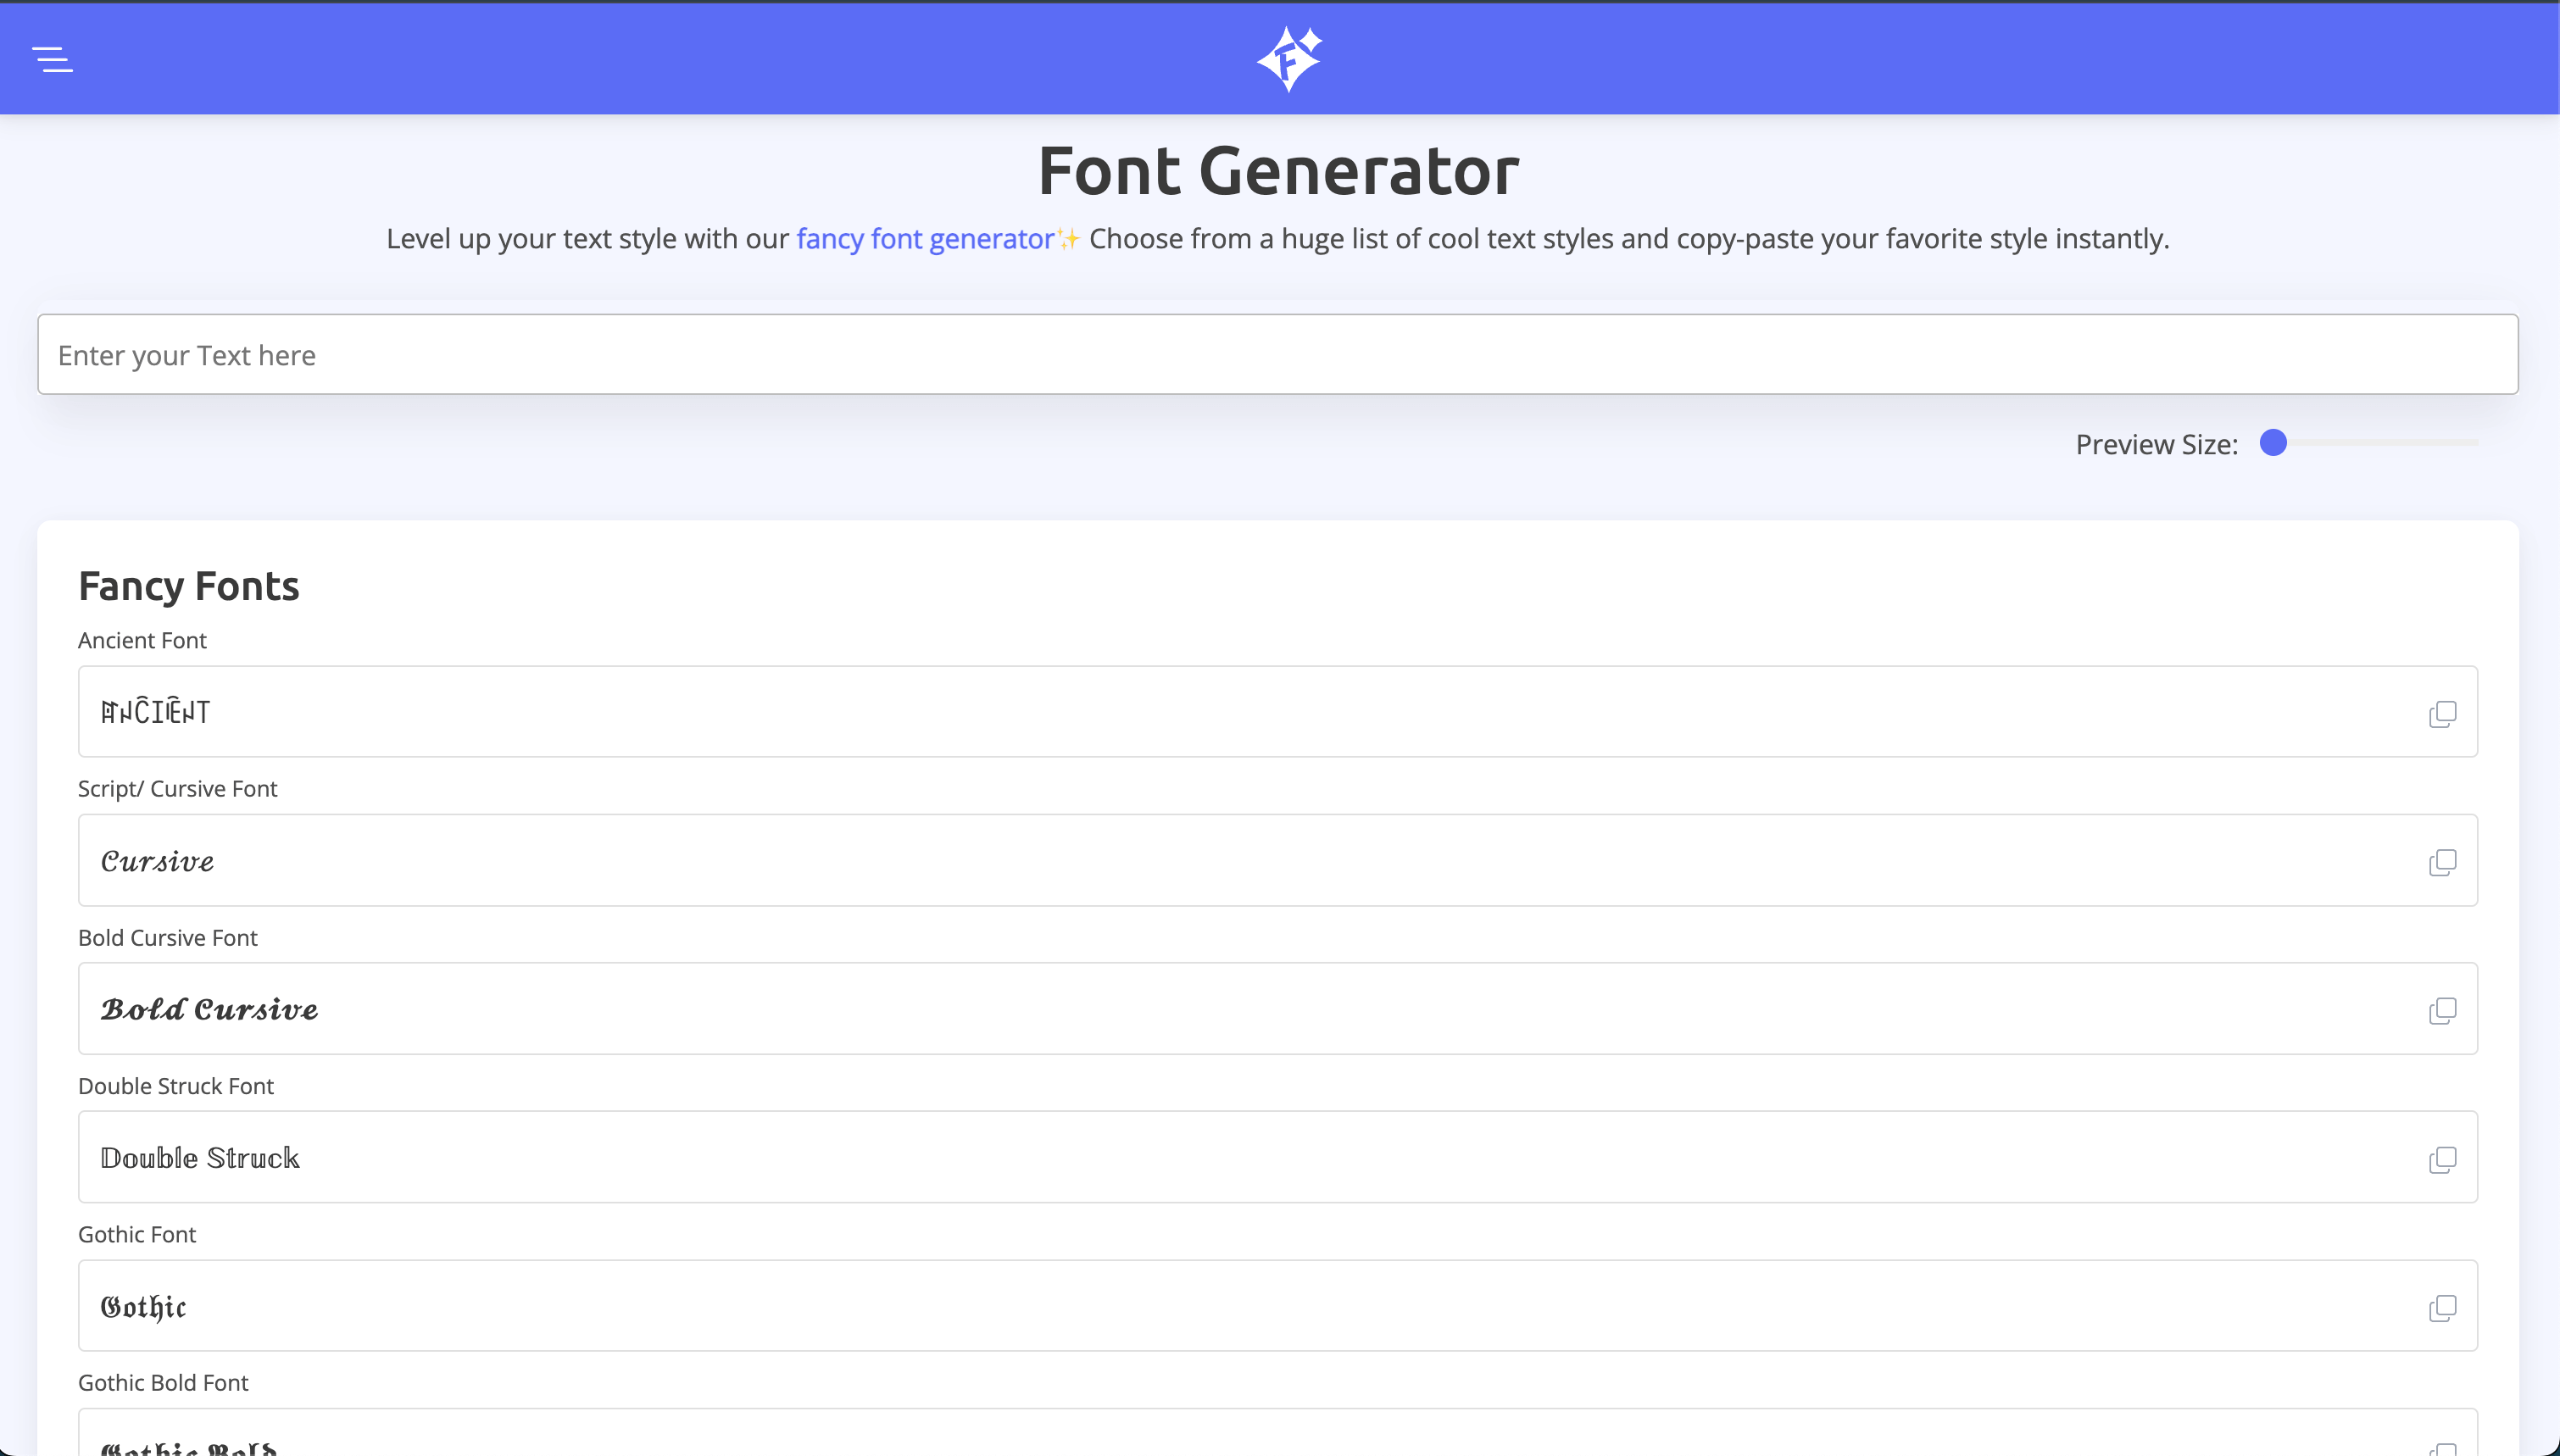 F
Font Generator
Level up your text style with our fancy font generator✨ Choose from a huge list of cool text styles and copy-paste your favorite style instantly.
Enter your Text here
Preview Size:
Fancy Fonts
Ancient Font
ANCIENT
Script/ Cursive Font
𝒞𝓊𝓇𝓈𝒾𝓋ℯ
Bold Cursive Font
𝓑𝓸𝓵𝓭 𝓒𝓾𝓻𝓼𝓲𝓿𝓮
Double Struck Font
𝔻𝕠𝕦𝕓𝕝𝕖 𝕊𝕥𝕣𝕦𝕔𝕜
Gothic Font
𝔊𝔬𝔱𝔥𝔦𝔠
Gothic Bold Font
𝕲𝖔𝖙𝖍𝖎𝖈 𝕭𝖔𝖑𝖉